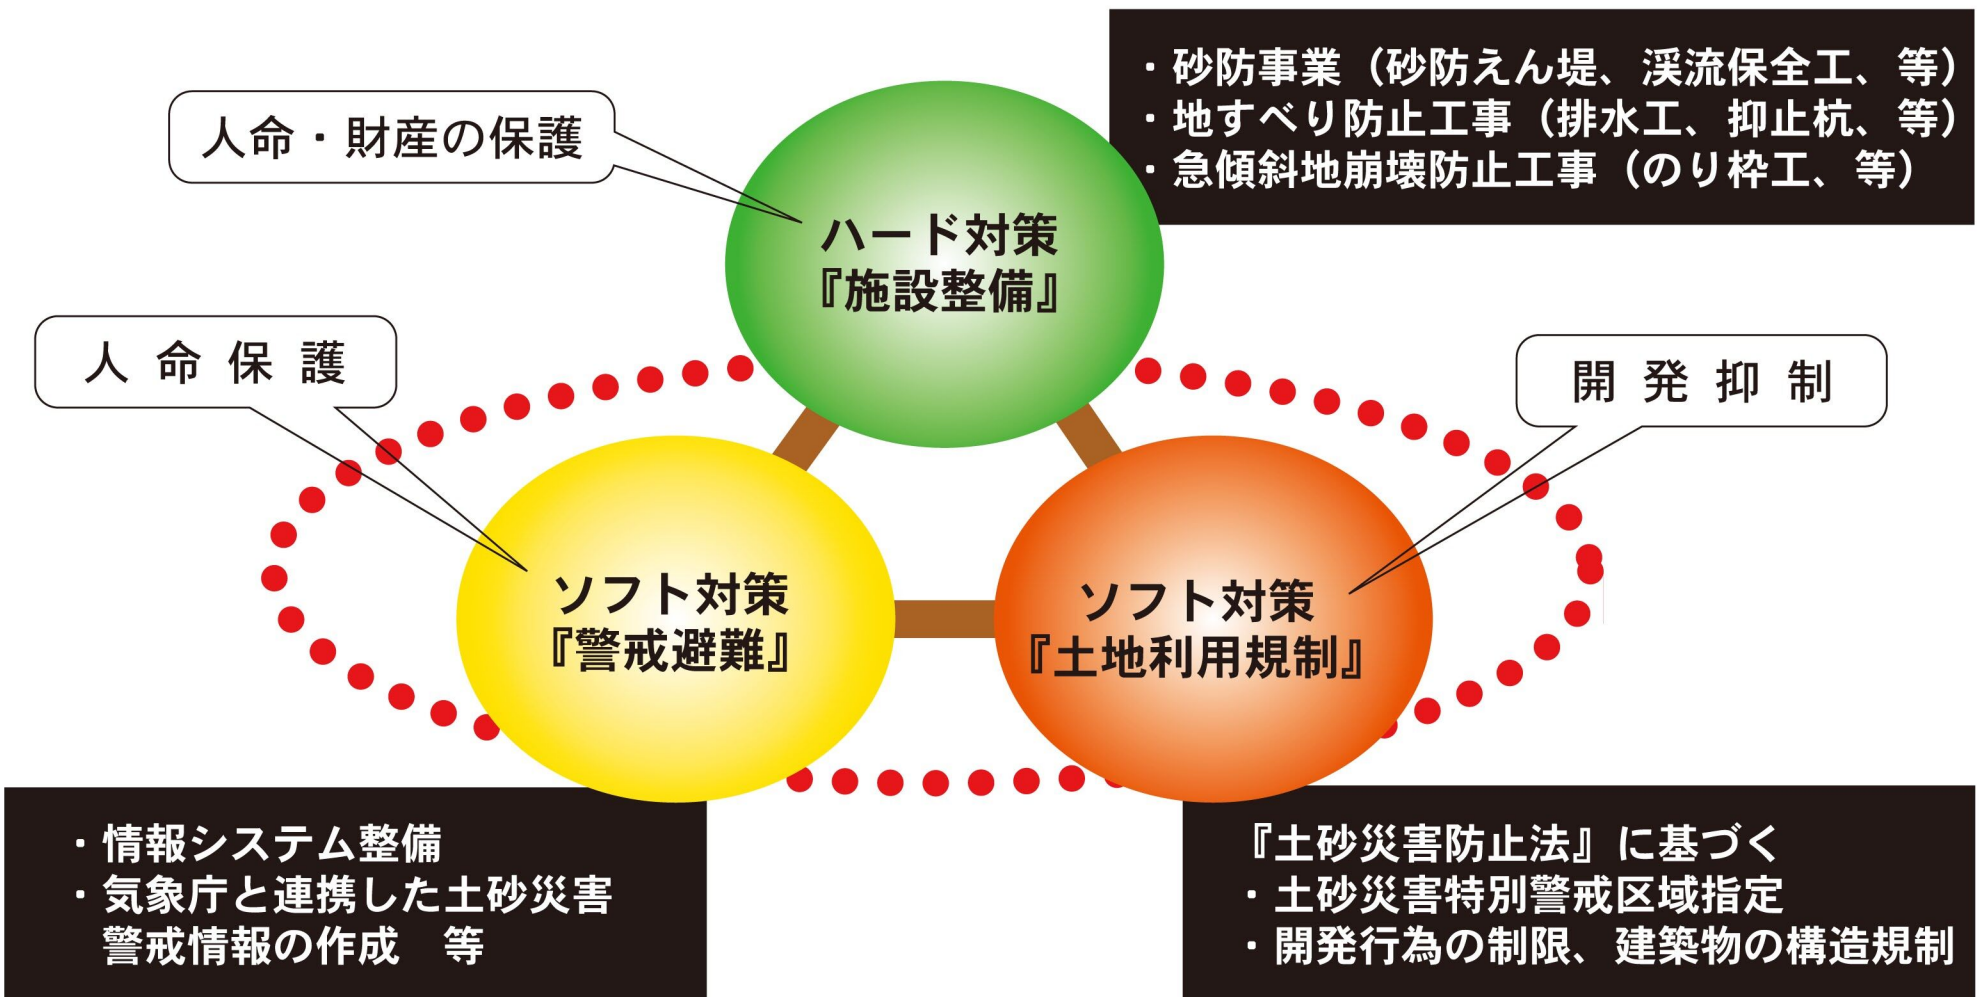 ・砂防事業（砂防えん堤、渓流保全工、等）
・地すべり防止工事（排水工、抑止杭、等）
・急傾斜地崩壊防止工事（のり枠工、等）
人命・財産の保護
ハード対策
『施設整備』
人命保護
開発抑制
ソフト対策
『警戒避難』
ソフト対策
『土地利用規制』
・情報システム整備
・気象庁と連携した土砂災害
警戒情報の作成　等
『土砂災害防止法』に基づく
・土砂災害特別警戒区域指定
・開発行為の制限、建築物の構造規制